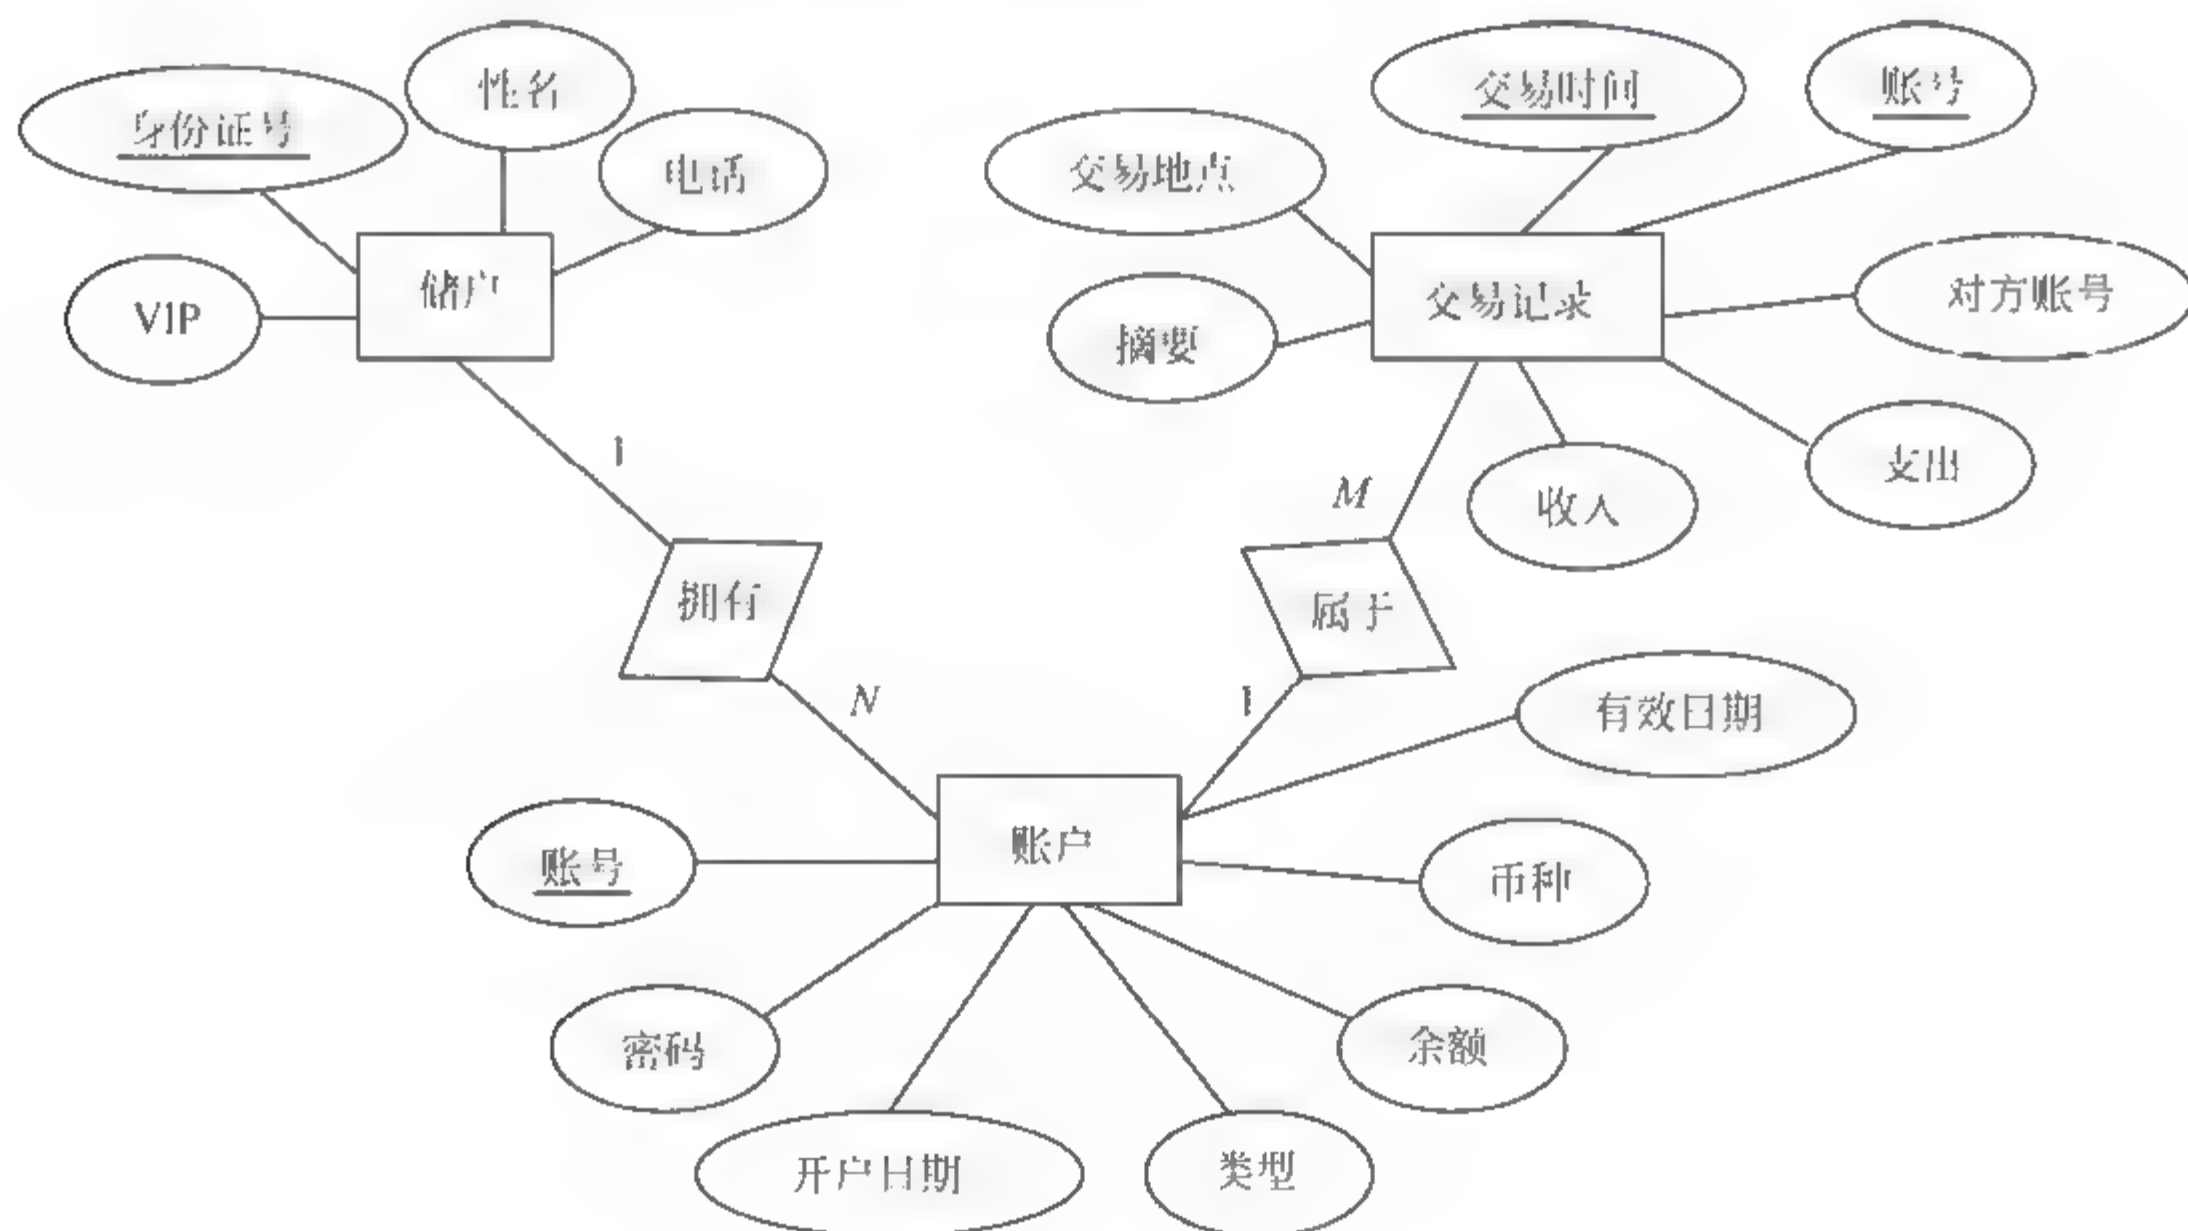 性名
身份证号
电话
VIP
储户
交易时间
账号
交易地点
交易记录
对方账号
摘要
支出
收入
1
M
拥有
属于
N
1
有效日期
账户
账号
币种
密码
余额
开户日期
类型